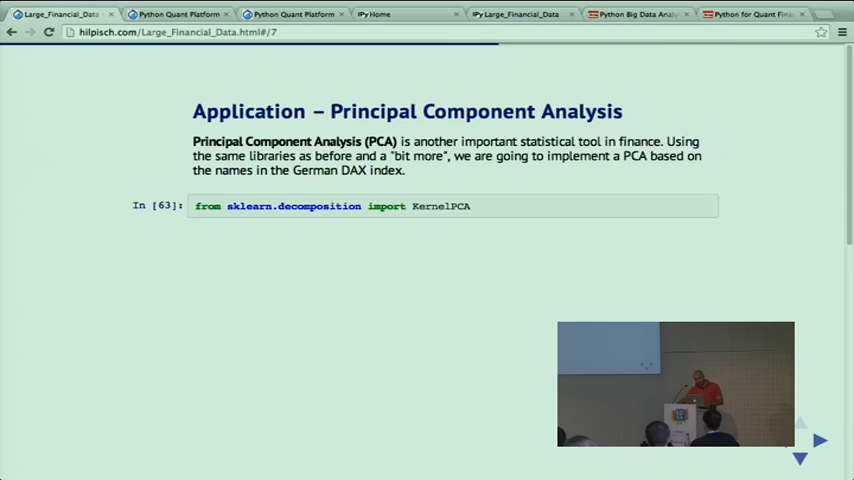 Large_Financial_Data
Python Quant Platform
Python Quant Platform
IPy Home
IPy Large_Financial_Data
Python Big Data Analy
Python for Quant Fina
hilpisch.com/Large_Financial_Data.html#/7
Application – Principal Component Analysis
Principal Component Analysis (PCA) is another important statistical tool in finance. Using
the same libraries as before and a "bit more", we are going to implement a PCA based on
the names in the German DAX index.
In [63]: from sklearn.decomposition import KernelPCA